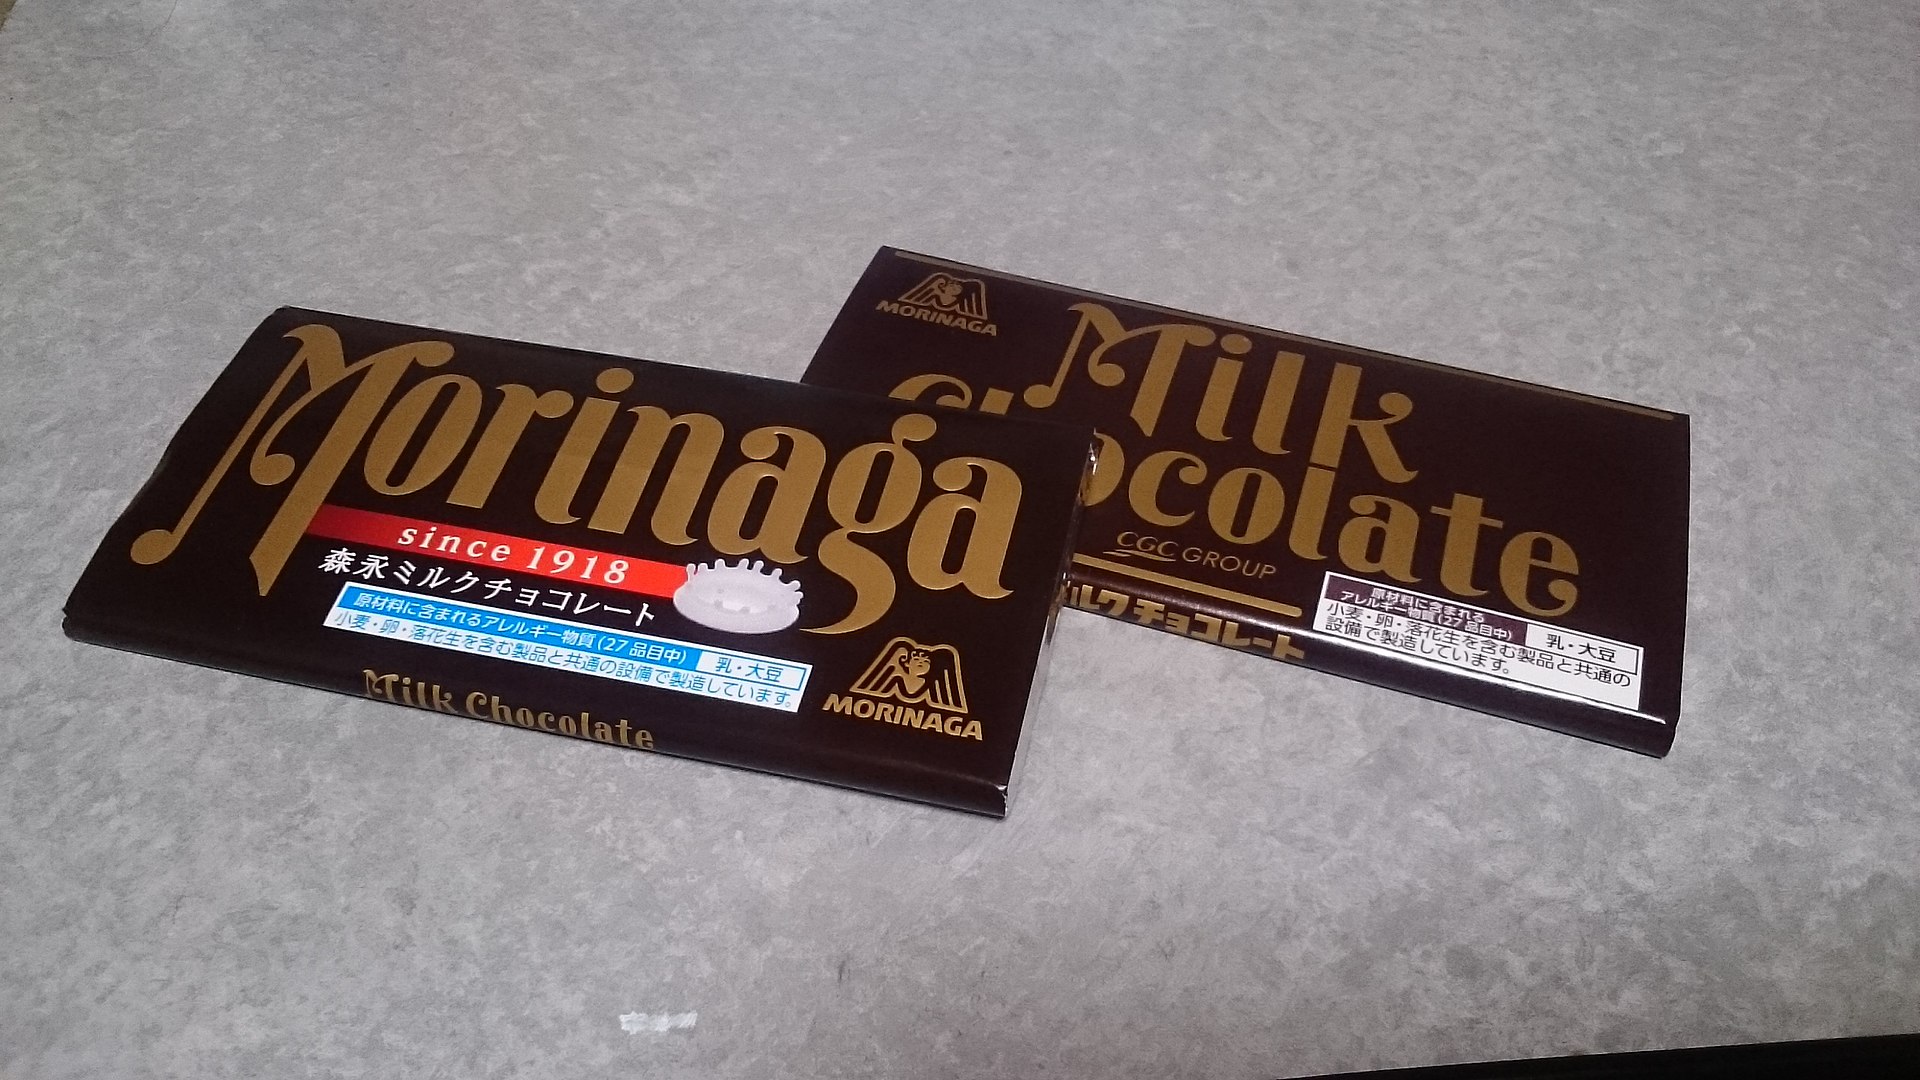 Morinaga
since 1918
森永ミルクチョコレート
原材料に含まれるアレルギー物質(27品目中) 乳・大豆
小麦・卵・落花生を含む製品と共通の設備で製造しています。
MORINAGA
Milk Chocolate
MORINAGA
Milk
Chocolate
CGC GROUP
ミルクチョコレート
原材料に含まれる
アレルギー物質(27品目中) 乳・大豆
小麦・卵・落花生を含む製品と共通の
設備で製造しています。